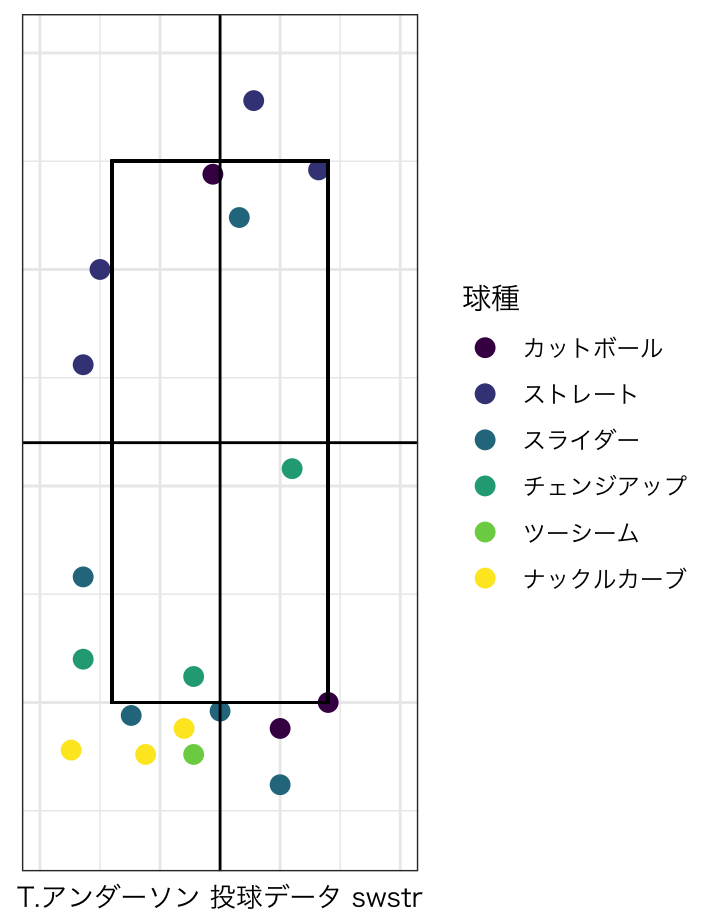 球種
カットボール
ストレート
スライダー
チェンジアップ
ツーシーム
ナックルカーブ
T.アンダーソン 投球データ swstr